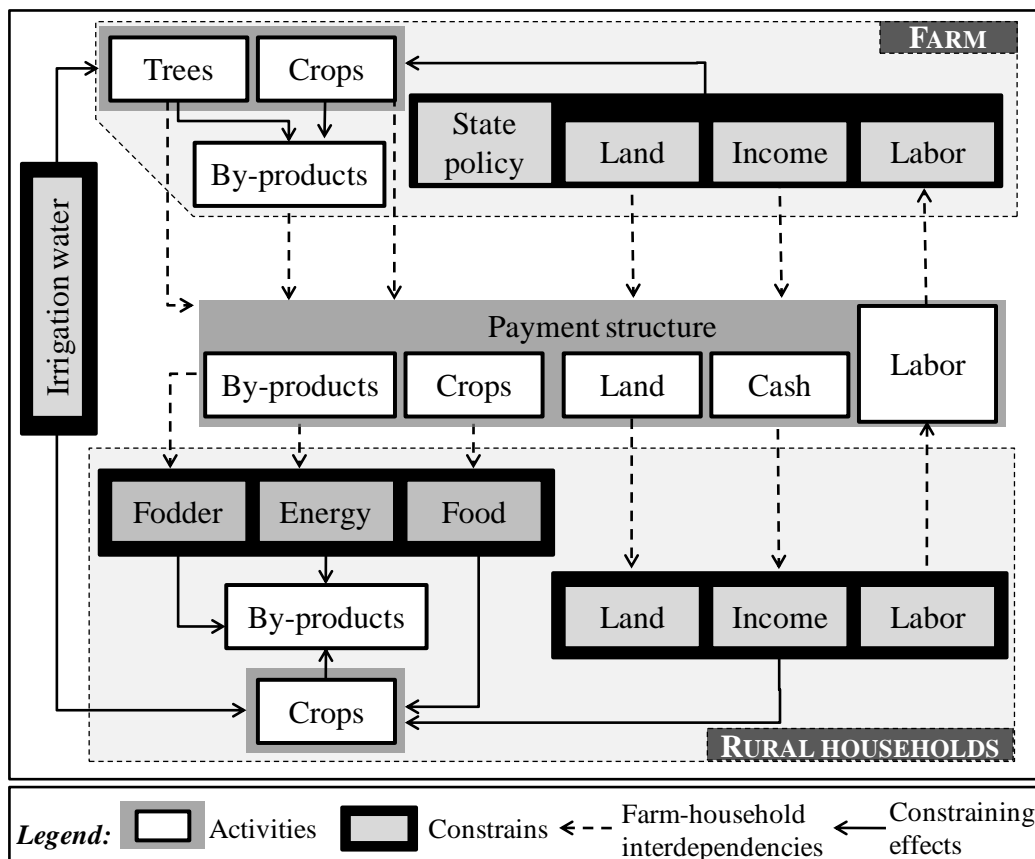 FARM
Trees
Crops
State
policy
Land
Income
Labor
By-products
Irrigation water
Payment structure
By-products
Crops
Land
Cash
Labor
Fodder
Energy
Food
By-products
Land
Income
Labor
Crops
RURAL HOUSEHOLDS
Legend:
Activities
Constrains
Farm-household
interdependencies
Constraining
effects